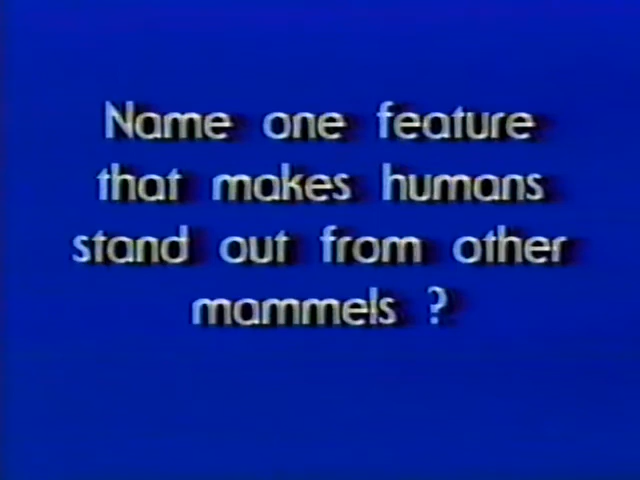 Name one feature
that makes humans
stand out from other
mammels ?